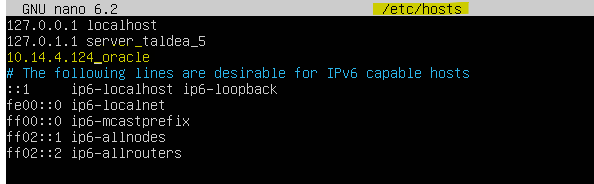 GNU nano 6.2 /etc/hosts
127.0.0.1 localhost
127.0.1.1 server_taldea_5
10.14.4.124_oracle
# The following lines are desirable for IPv6 capable hosts
::1 ip6-localhost ip6-loopback
fe00::0 ip6-localnet
ff00::0 ip6-mcastprefix
ff02::1 ip6-allnodes
ff02::2 ip6-allrouters